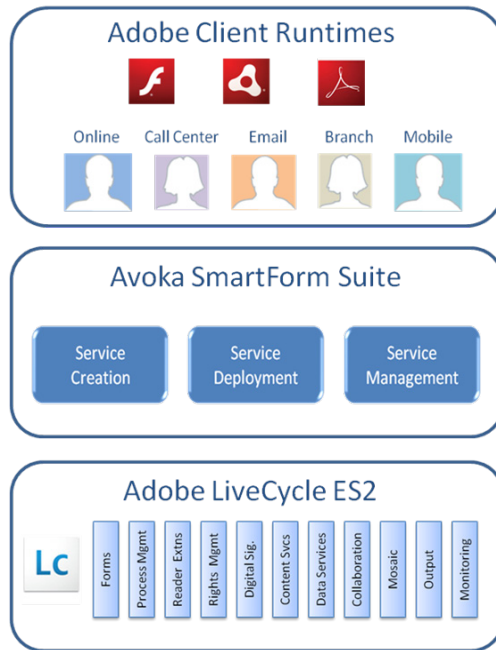 Adobe Client Runtimes
Online Call Center Email Branch Mobile
Avoka SmartForm Suite
Service
Creation
Service
Deployment
Service
Management
Adobe LiveCycle ES2
Lc
Forms
Process Mgmt
Reader Extns
Rights Mgmt
Digital Sig.
Content Svcs
Data Services
Collaboration
Mosaic
Output
Monitoring